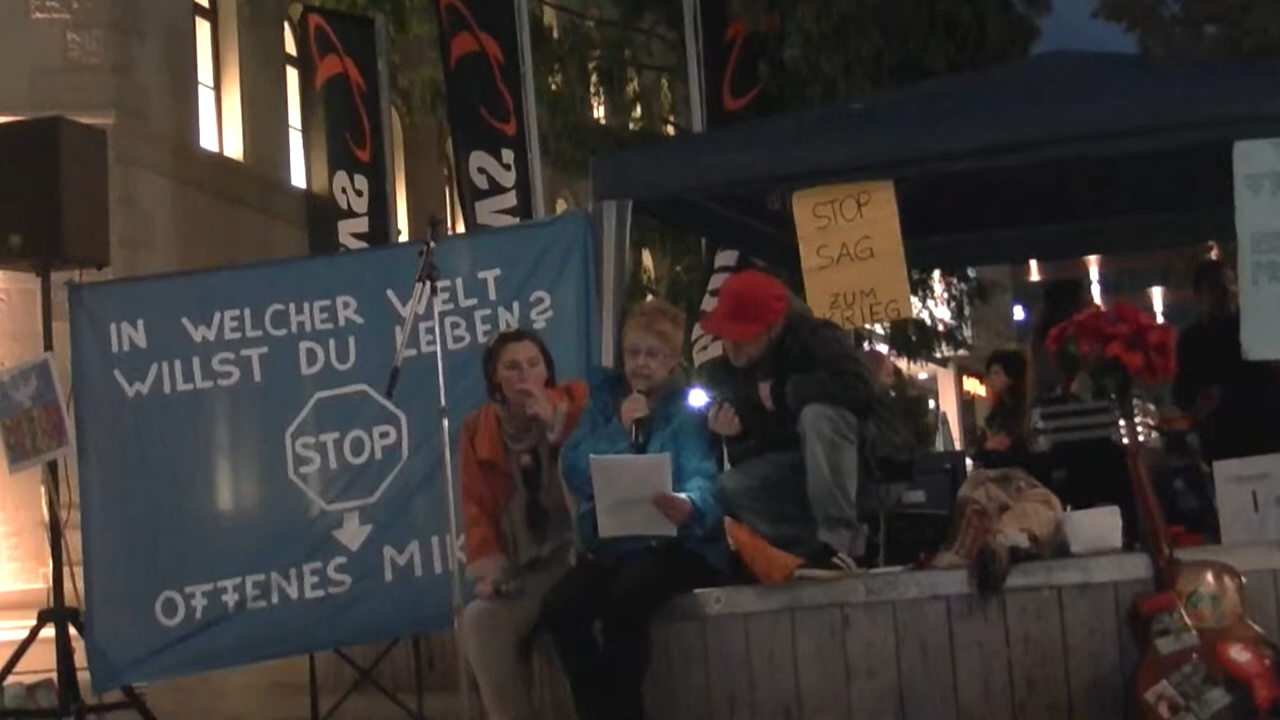 IN WELCHER WELT
WILLST DU LEBEN?
STOP
OFFENES MIK
STOP
SAG
ZUM
KRIEG